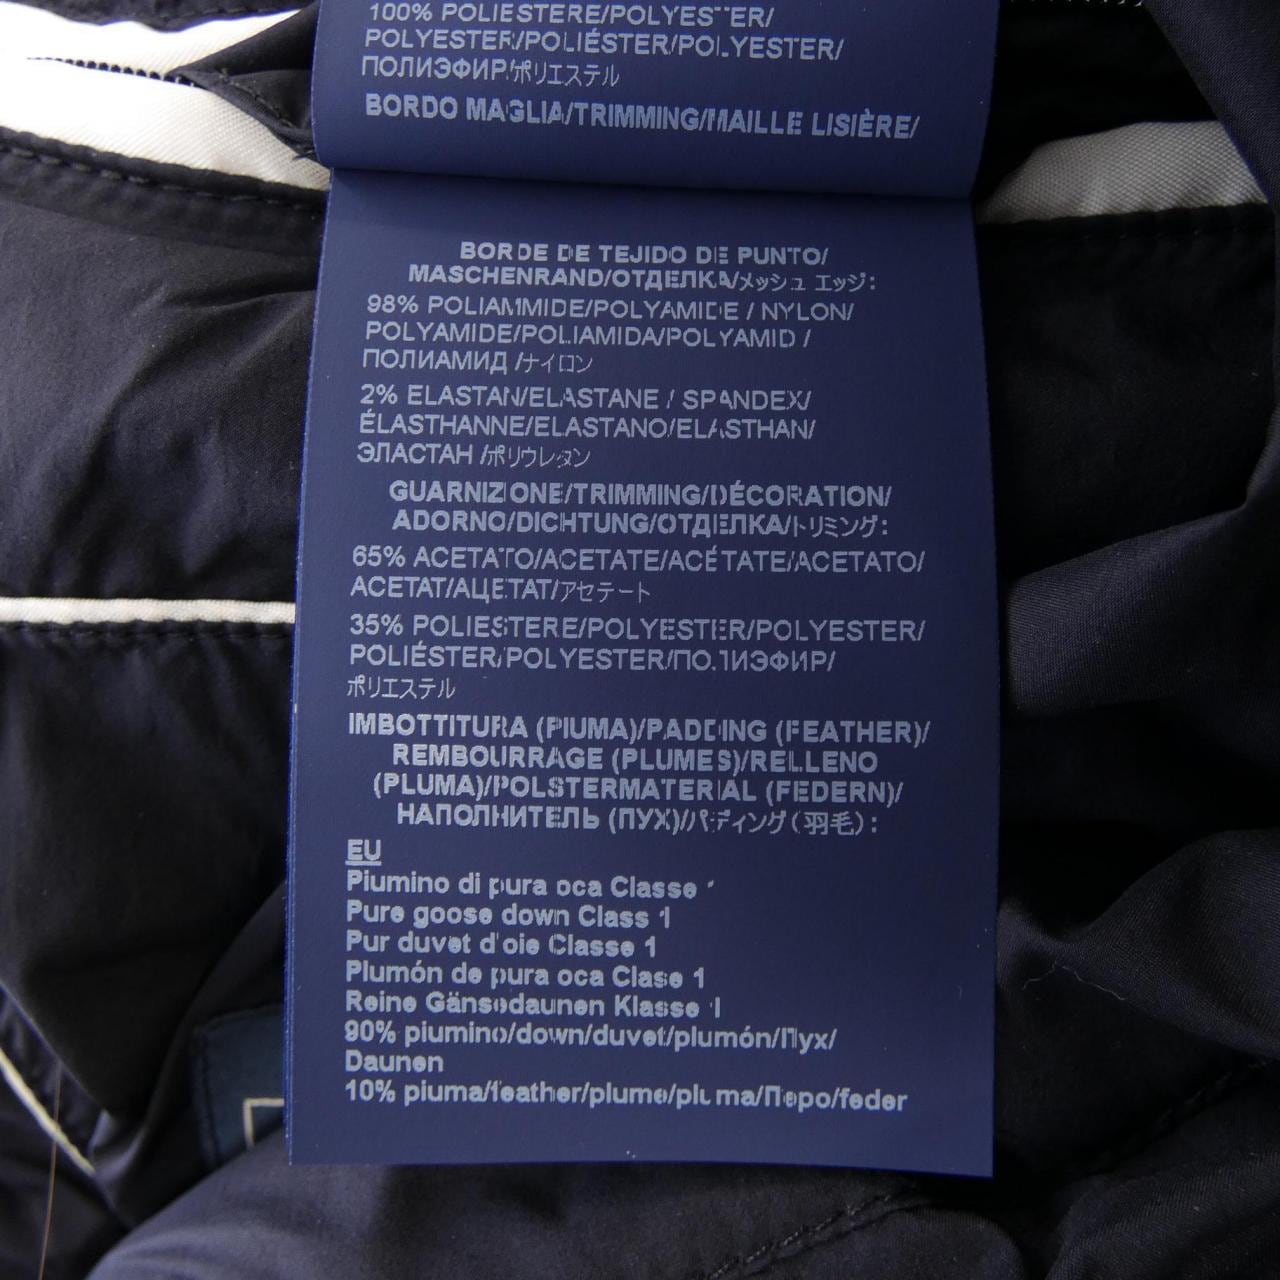 100% POLIESTERE/POLYESTER/
POLYESTER/POLIÉSTER/POLYESTER/
ПОЛИЭФИР/ポリエステル
BORDO MAGLIA/TRIMMING/MAILLE LISIÈRE/
BORDE DE TEJIDO DE PUNTO/
MASCHENRAND/ОТДЕЛКА/メッシュ エッジ:
98% POLIAMMIDE/POLYAMIDE / NYLON/
POLYAMIDE/POLIAMIDA/POLYAMID /
ПОЛИАМИД /ナイロン
2% ELASTAN/ELASTANE / SPANDEX/
ÉLASTHANNE/ELASTANO/ELASTHAN/
ЭЛАСТАН /ポリウレタン
GUARNIZIONE/TRIMMING/DÉCORATION/
ADORNO/DICHTUNG/ОТДЕЛКА/トリミング:
65% ACETATO/ACETATE/ACÉTATE/ACETATO/
ACETAT/АЦЕТАТ/アセテート
35% POLIESTERE/POLYESTER/POLYESTER/
POLIÉSTER/POLYESTER/ПОЛИЭФИР/
ポリエステル
IMBOTTITURA (PIUMA)/PADDING (FEATHER)/
REMBOURRAGE (PLUMES)/RELLENO
(PLUMA)/POLSTERMATERIAL (FEDERN)/
НАПОЛНИТЕЛЬ (ПУХ)/パディング(羽毛):
EU
Piumino di pura oca Classe 1
Pure goose down Class 1
Pur duvet d'oie Classe 1
Plumón de pura oca Clase 1
Reine Gänsedaunen Klasse 1
90% piumino/down/duvet/plumón/Пух/
Daunen
10% piuma/feather/plume/pluma/Перо/feder